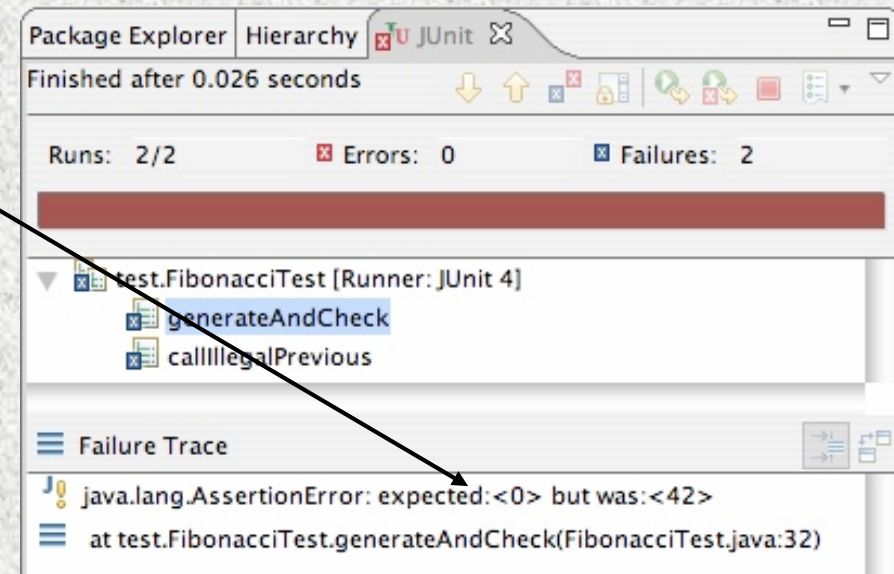 Package Explorer Hierarchy JU JUnit
Finished after 0.026 seconds
Runs: 2/2 Errors: 0 Failures: 2
test.FibonacciTest [Runner: JUnit 4]
generateAndCheck
callIllegalPrevious
Failure Trace
java.lang.AssertionError: expected:<0> but was:<42>
at test.FibonacciTest.generateAndCheck(FibonacciTest.java:32)